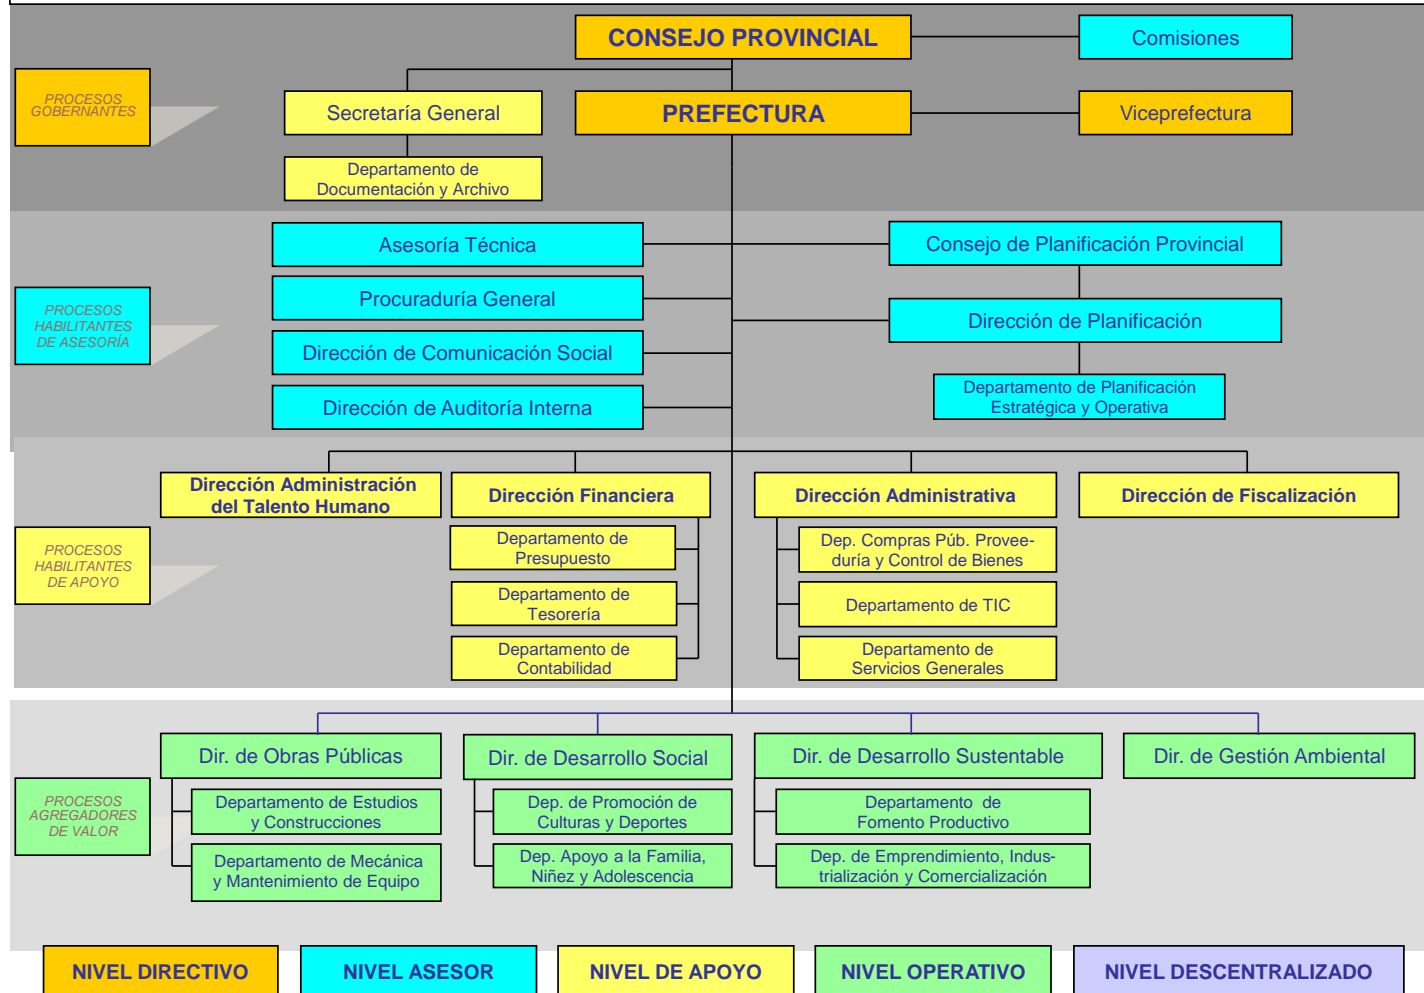 CONSEJO PROVINCIAL
Comisiones
PROCESOS
GOBERNANTES
Secretaría General
PREFECTURA
Viceprefectura
Departamento de
Documentación y Archivo
Asesoría Técnica
Consejo de Planificación Provincial
PROCESOS
HABILITANTES
DE ASESORÍA
Procuraduría General
Dirección de Planificación
Dirección de Comunicación Social
Dirección de Auditoría Interna
Departamento de Planificación
Estratégica y Operativa
Dirección Administración
del Talento Humano
Dirección Financiera
Dirección Administrativa
Dirección de Fiscalización
PROCESOS
HABILITANTES
DE APOYO
Departamento de
Presupuesto
Dep. Compras Púb. Provee-
duría y Control de Bienes
Departamento de
Tesorería
Departamento de TIC
Departamento de
Contabilidad
Departamento de
Servicios Generales
Dir. de Obras Públicas
Dir. de Desarrollo Social
Dir. de Desarrollo Sustentable
Dir. de Gestión Ambiental
PROCESOS
AGREGADORES
DE VALOR
Departamento de Estudios
y Construcciones
Dep. de Promoción de
Culturas y Deportes
Departamento de
Fomento Productivo
Departamento de Mecánica
y Mantenimiento de Equipo
Dep. Apoyo a la Familia,
Niñez y Adolescencia
Dep. de Emprendimiento, Indus-
trialización y Comercialización
NIVEL DIRECTIVO
NIVEL ASESOR
NIVEL DE APOYO
NIVEL OPERATIVO
NIVEL DESCENTRALIZADO